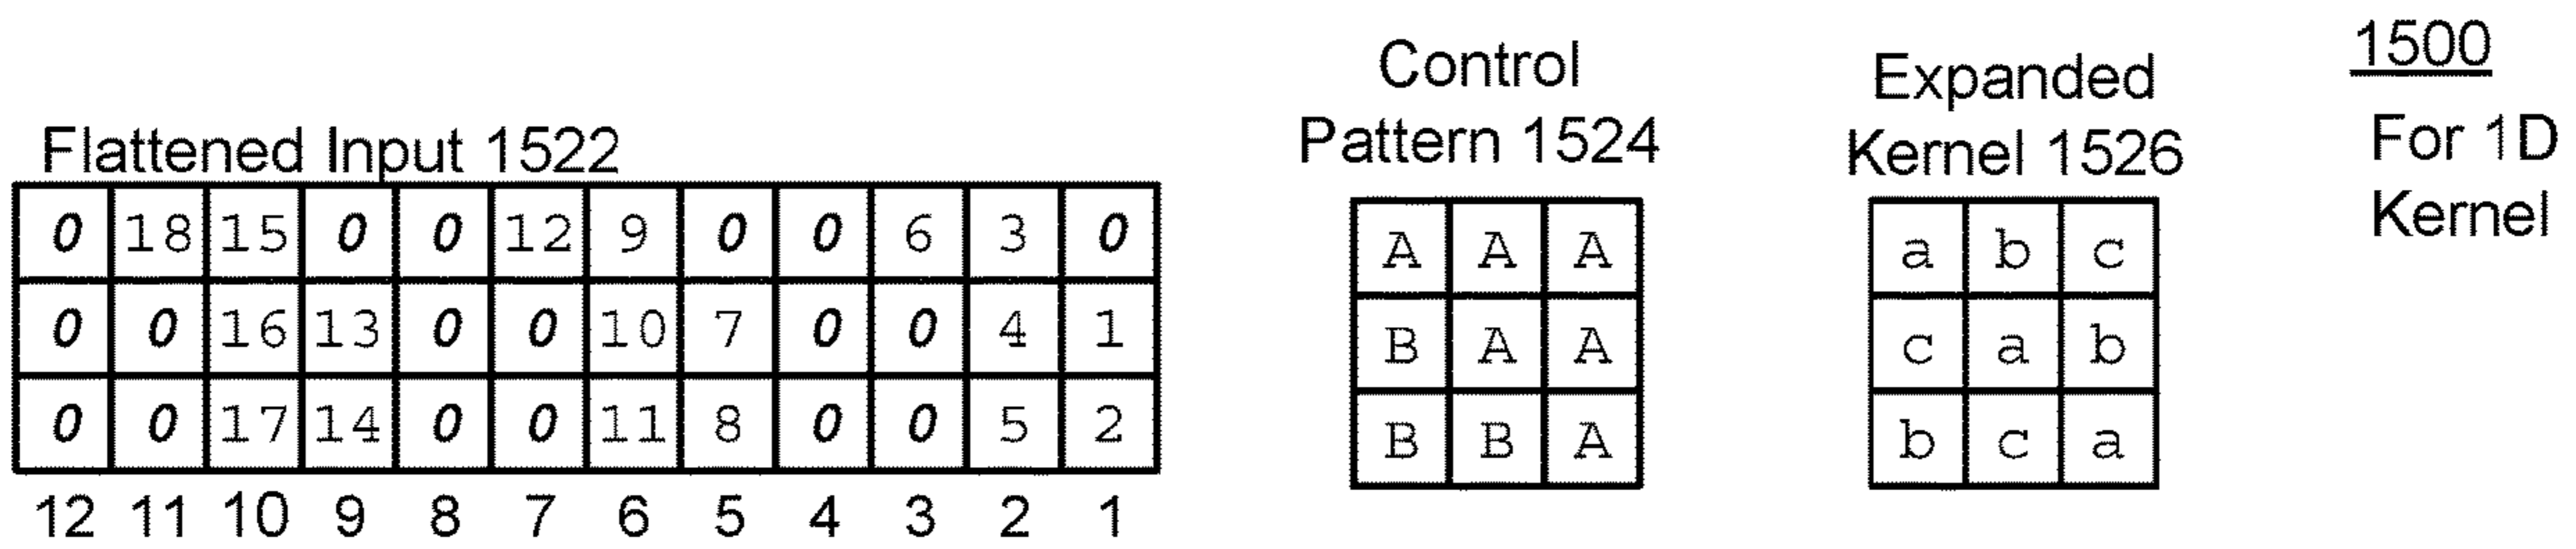 1500
For 1D
Kernel
Control
Pattern 1524
Expanded
Kernel 1526
Flattened Input 1522
0 18 15 0 0 12 9 0 0 6 3 0
0 0 16 13 0 0 10 7 0 0 4 1
0 0 17 14 0 0 11 8 0 0 5 2
12 11 10 9 8 7 6 5 4 3 2 1
A A A
B A A
B B A
a b c
c a b
b c a